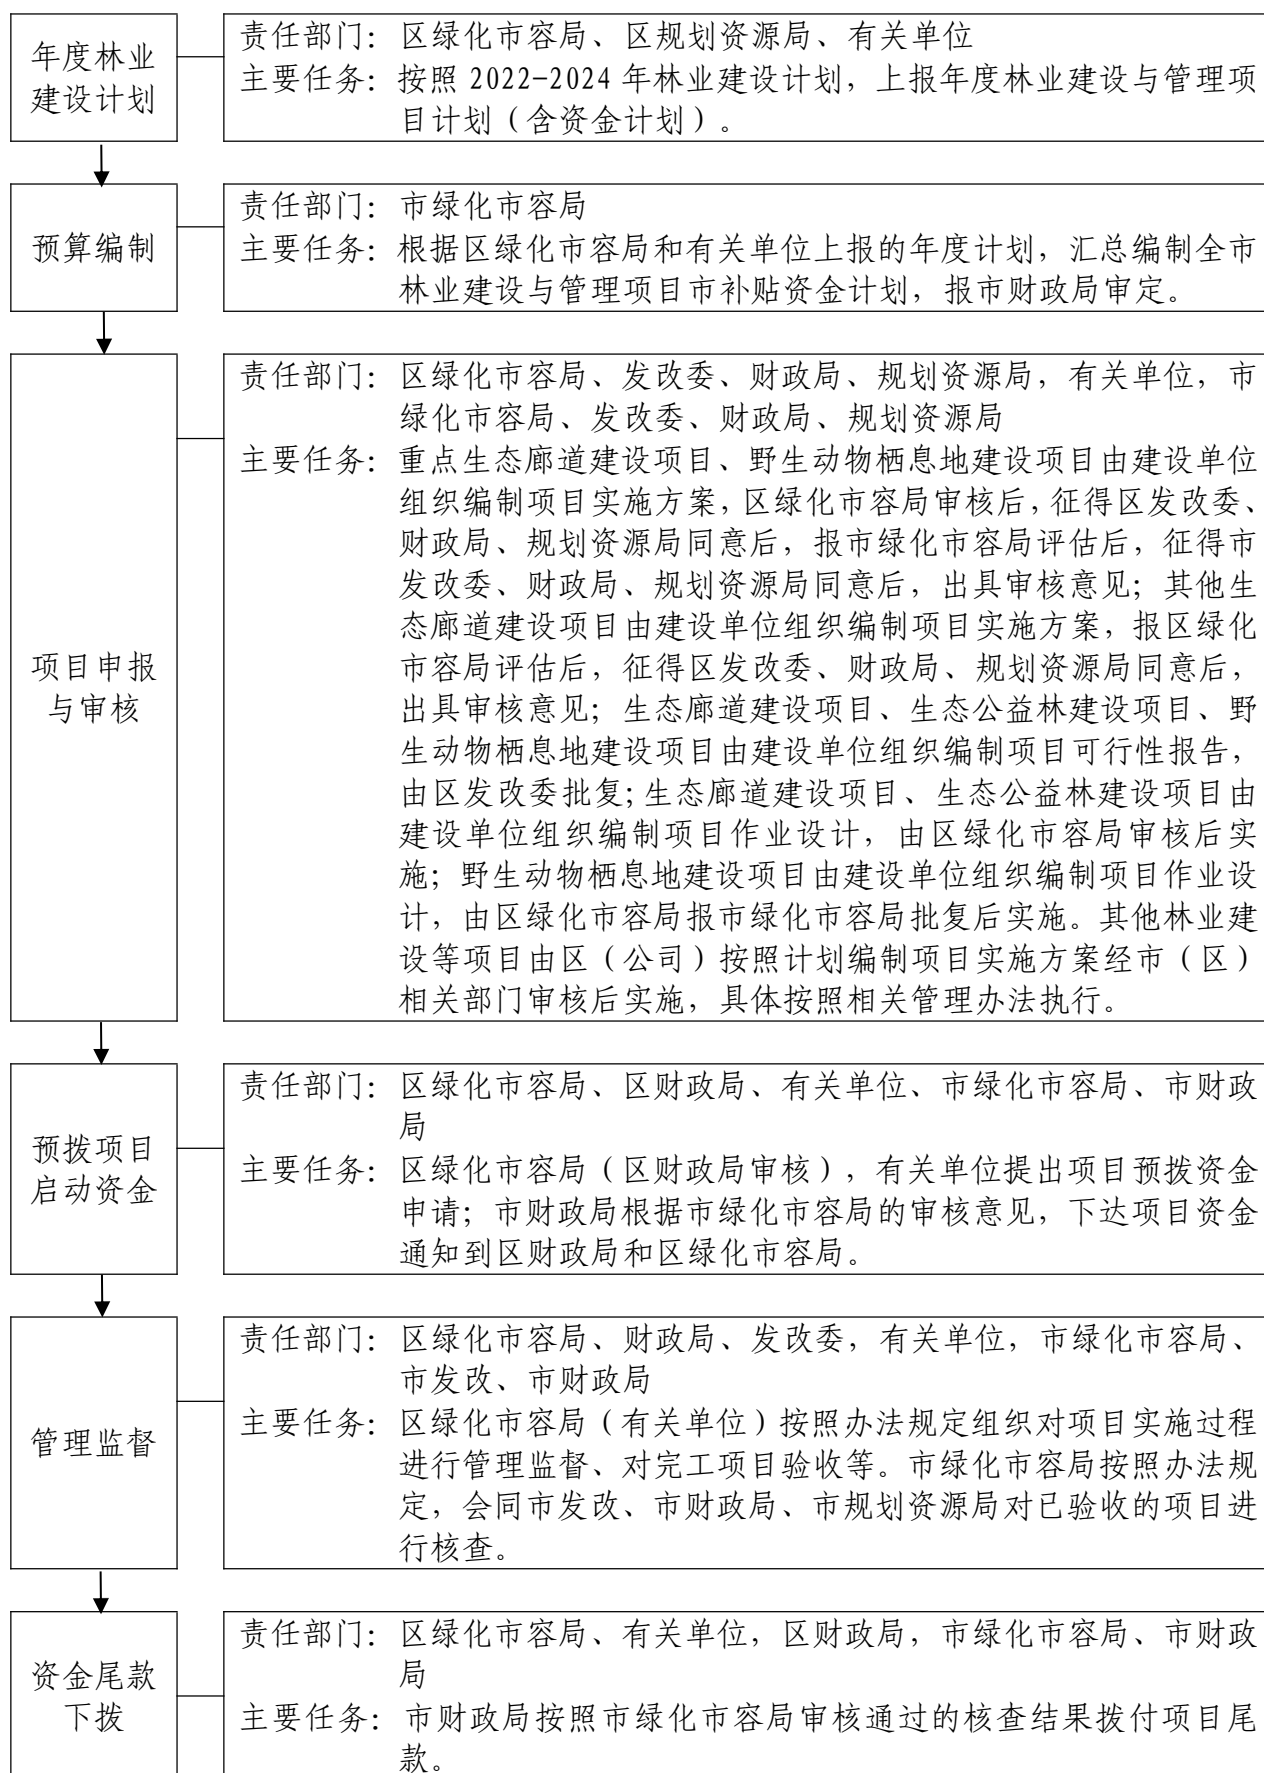 年度林业
建设计划
责任部门：区绿化市容局、区规划资源局、有关单位
主要任务：按照 2022-2024 年林业建设计划，上报年度林业建设与管理项
目计划（含资金计划）。
预算编制
责任部门：市绿化市容局
主要任务：根据区绿化市容局和有关单位上报的年度计划，汇总编制全市
林业建设与管理项目市补贴资金计划，报市财政局审定。
项目申报
与审核
责任部门：区绿化市容局、发改委、财政局、规划资源局，有关单位，市
绿化市容局、发改委、财政局、规划资源局
主要任务：重点生态廊道建设项目、野生动物栖息地建设项目由建设单位
组织编制项目实施方案，区绿化市容局审核后，征得区发改委、
财政局、规划资源局同意后，报市绿化市容局评估后，征得市
发改委、财政局、规划资源局同意后，出具审核意见；其他生
态廊道建设项目由建设单位组织编制项目实施方案，报区绿化
市容局评估后，征得区发改委、财政局、规划资源局同意后，
出具审核意见；生态廊道建设项目、生态公益林建设项目、野
生动物栖息地建设项目由建设单位组织编制项目可行性报告，
由区发改委批复；生态廊道建设项目、生态公益林建设项目由
建设单位组织编制项目作业设计，由区绿化市容局审核后实
施；野生动物栖息地建设项目由建设单位组织编制项目作业设
计，由区绿化市容局报市绿化市容局批复后实施。其他林业建
设等项目由区（公司）按照计划编制项目实施方案经市（区）
相关部门审核后实施，具体按照相关管理办法执行。
预拨项目
启动资金
责任部门：区绿化市容局、区财政局、有关单位、市绿化市容局、市财政
局
主要任务：区绿化市容局（区财政局审核），有关单位提出项目预拨资金
申请；市财政局根据市绿化市容局的审核意见，下达项目资金
通知到区财政局和区绿化市容局。
管理监督
责任部门：区绿化市容局、财政局、发改委，有关单位，市绿化市容局、
市发改、市财政局
主要任务：区绿化市容局（有关单位）按照办法规定组织对项目实施过程
进行管理监督、对完工项目验收等。市绿化市容局按照办法规
定，会同市发改、市财政局、市规划资源局对已验收的项目进
行核查。
资金尾款
下拨
责任部门：区绿化市容局、有关单位，区财政局，市绿化市容局、市财政
局
主要任务：市财政局按照市绿化市容局审核通过的核查结果拨付项目尾
款。